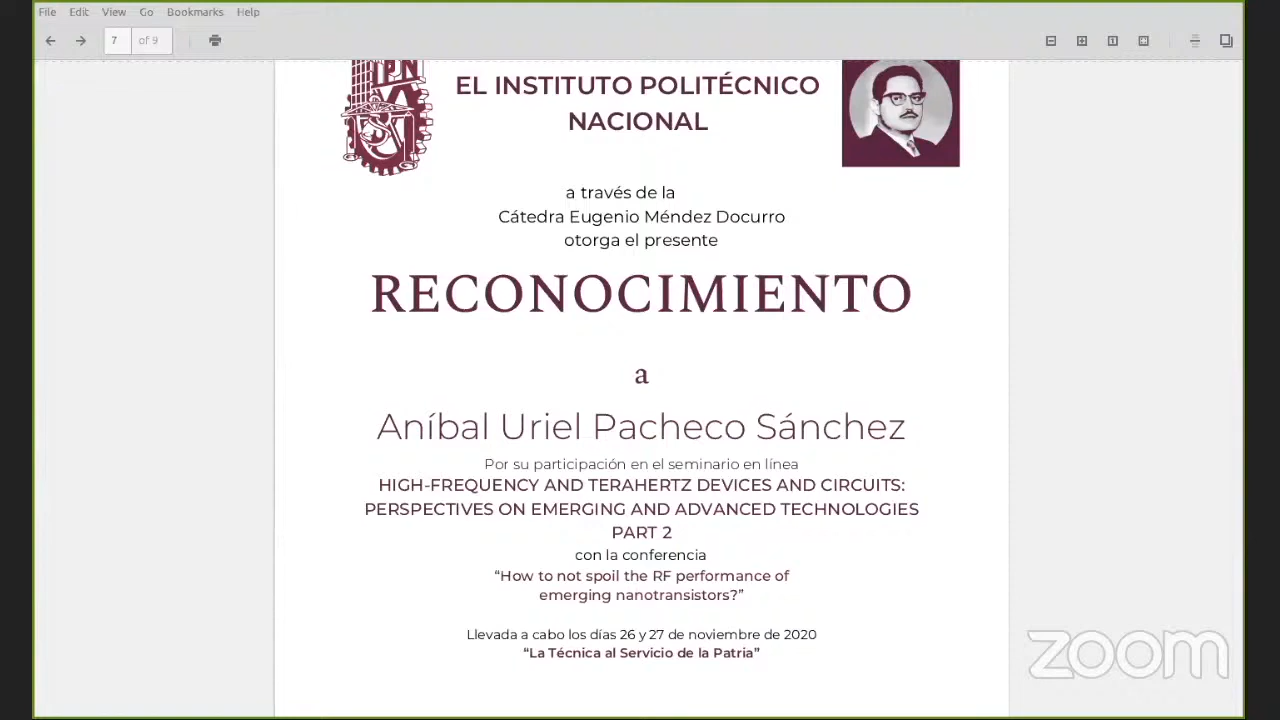 File Edit View Go Bookmarks Help
7 of 9
IPN
EL INSTITUTO POLITÉCNICO
NACIONAL
a través de la
Cátedra Eugenio Méndez Docurro
otorga el presente
RECONOCIMIENTO
a
Aníbal Uriel Pacheco Sánchez
Por su participación en el seminario en línea
HIGH-FREQUENCY AND TERAHERTZ DEVICES AND CIRCUITS:
PERSPECTIVES ON EMERGING AND ADVANCED TECHNOLOGIES
PART 2
con la conferencia
“How to not spoil the RF performance of
emerging nanotransistors?”
Llevada a cabo los días 26 y 27 de noviembre de 2020
“La Técnica al Servicio de la Patria”
zoom